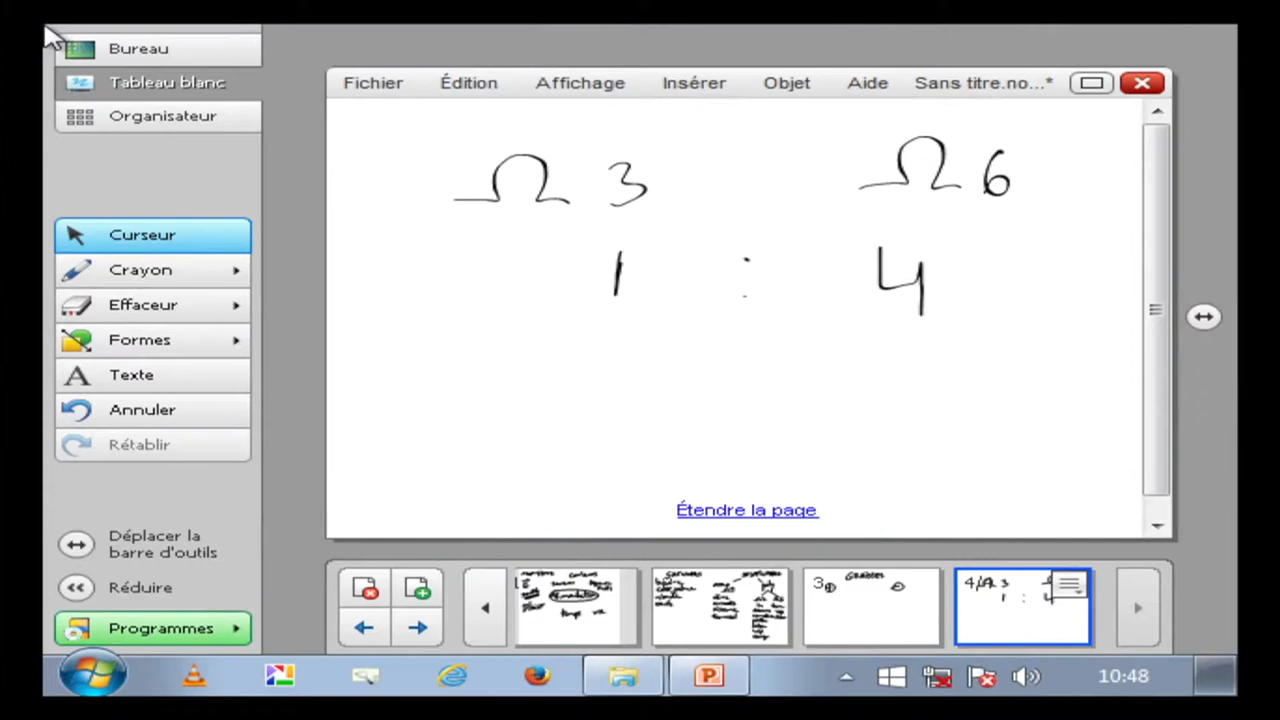 Bureau
Tableau blanc
Organisateur
Fichier Édition Affichage Insérer Objet Aide Sans titre.no...*
Ω 3 Ω 6
1 : 4
Curseur
Crayon
Effaceur
Formes
Texte
Annuler
Rétablir
Étendre la page
Déplacer la
barre d'outils
Réduire
Programmes
10:48